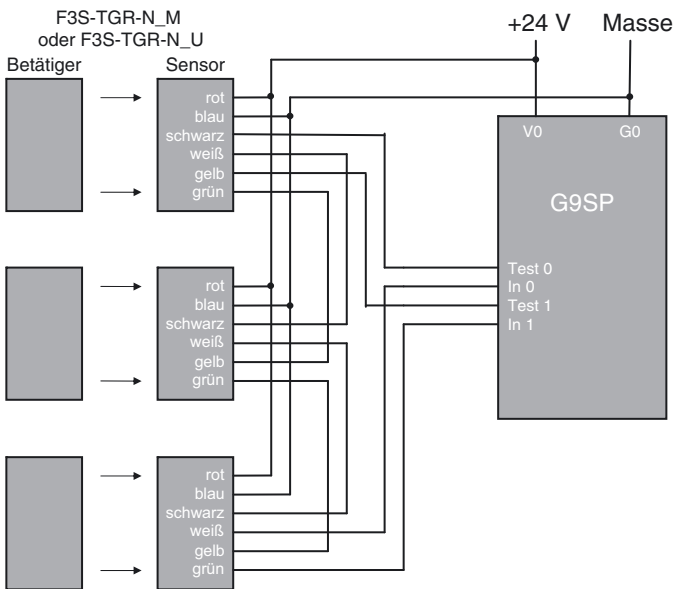 F3S-TGR-N_M
oder F3S-TGR-N_U
Betätiger
Sensor
+24 V
Masse
rot
blau
schwarz
weiß
gelb
grün
V0
G0
G9SP
Test 0
In 0
Test 1
In 1
rot
blau
schwarz
weiß
gelb
grün
rot
blau
schwarz
weiß
gelb
grün